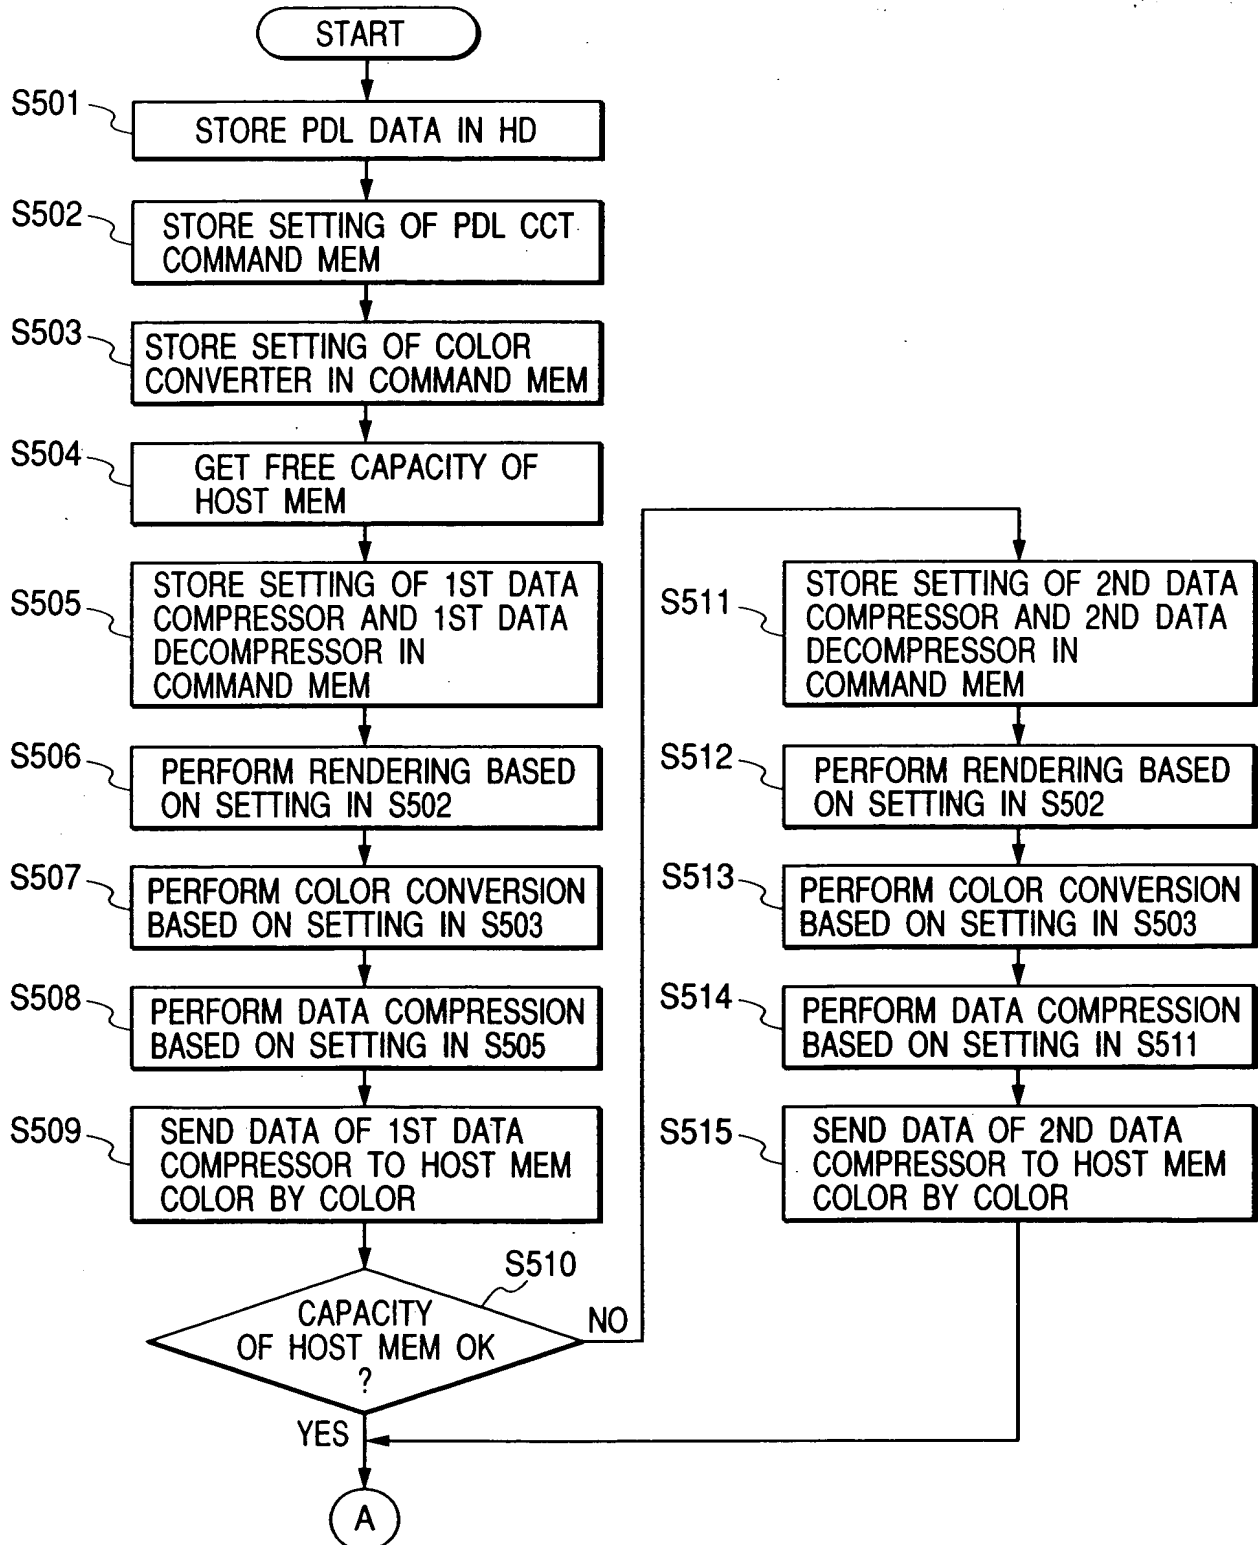 START
S501
STORE PDL DATA IN HD
S502
STORE SETTING OF PDL CCT
COMMAND MEM
S503
STORE SETTING OF COLOR
CONVERTER IN COMMAND MEM
S504
GET FREE CAPACITY OF
HOST MEM
S505
STORE SETTING OF 1ST DATA
COMPRESSOR AND 1ST DATA
DECOMPRESSOR IN
COMMAND MEM
S506
PERFORM RENDERING BASED
ON SETTING IN S502
S507
PERFORM COLOR CONVERSION
BASED ON SETTING IN S503
S508
PERFORM DATA COMPRESSION
BASED ON SETTING IN S505
S509
SEND DATA OF 1ST DATA
COMPRESSOR TO HOST MEM
COLOR BY COLOR
S510
CAPACITY
OF HOST MEM OK
?
NO
YES
A
S511
STORE SETTING OF 2ND DATA
COMPRESSOR AND 2ND DATA
DECOMPRESSOR IN
COMMAND MEM
S512
PERFORM RENDERING BASED
ON SETTING IN S502
S513
PERFORM COLOR CONVERSION
BASED ON SETTING IN S503
S514
PERFORM DATA COMPRESSION
BASED ON SETTING IN S511
S515
SEND DATA OF 2ND DATA
COMPRESSOR TO HOST MEM
COLOR BY COLOR